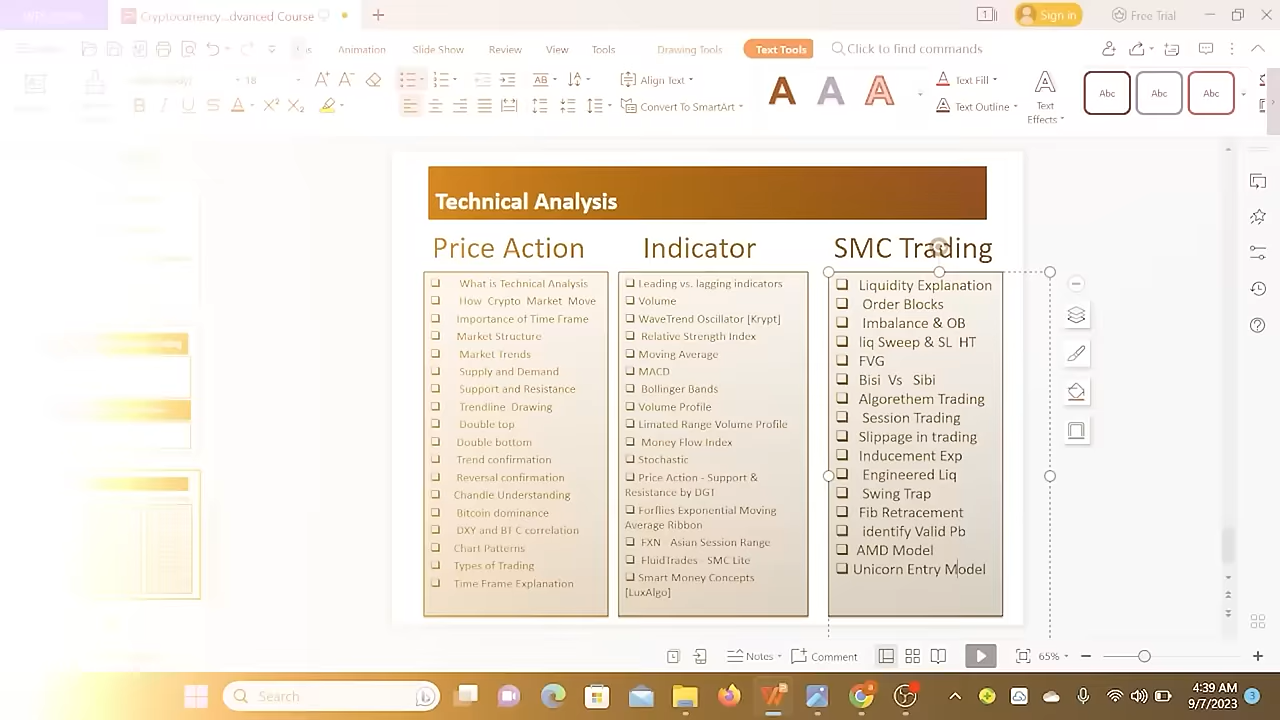 Cryptocurrency...dvanced Course
Sign in
Free Trial
Animation
Slide Show
Review
View
Tools
Drawing Tools
Text Tools
Click to find commands
18
Align Text
Convert To SmartArt
Text Fill
Text Outline
Text
Effects
Abc
Abc
Abc
Technical Analysis
Price Action
What is Technical Analysis
How Crypto Market Move
Importance of Time Frame
Market Structure
Market Trends
Supply and Demand
Support and Resistance
Trendline Drawing
Double top
Double bottom
Trend confirmation
Reversal confirmation
Chandle Understanding
Bitcoin dominance
DXY and BT C correlation
Chart Patterns
Types of Trading
Time Frame Explanation
Indicator
Leading vs. lagging indicators
Volume
WaveTrend Oscillator [Krypt]
Relative Strength Index
Moving Average
MACD
Bollinger Bands
Volume Profile
Limated Range Volume Profile
Money Flow Index
Stochastic
Price Action - Support &
Resistance by DGT
Forflies Exponential Moving
Average Ribbon
FXN Asian Session Range
FluidTrades SMC Lite
Smart Money Concepts
[LuxAlgo]
SMC Trading
Liquidity Explanation
Order Blocks
Imbalance & OB
liq Sweep & SL HT
FVG
Bisi Vs Sibi
Algorethem Trading
Session Trading
Slippage in trading
Inducement Exp
Engineered Liq
Swing Trap
Fib Retracement
identify Valid Pb
AMD Model
Unicorn Entry Model
Notes
Comment
65%
Search
4:39 AM
9/7/2023
3